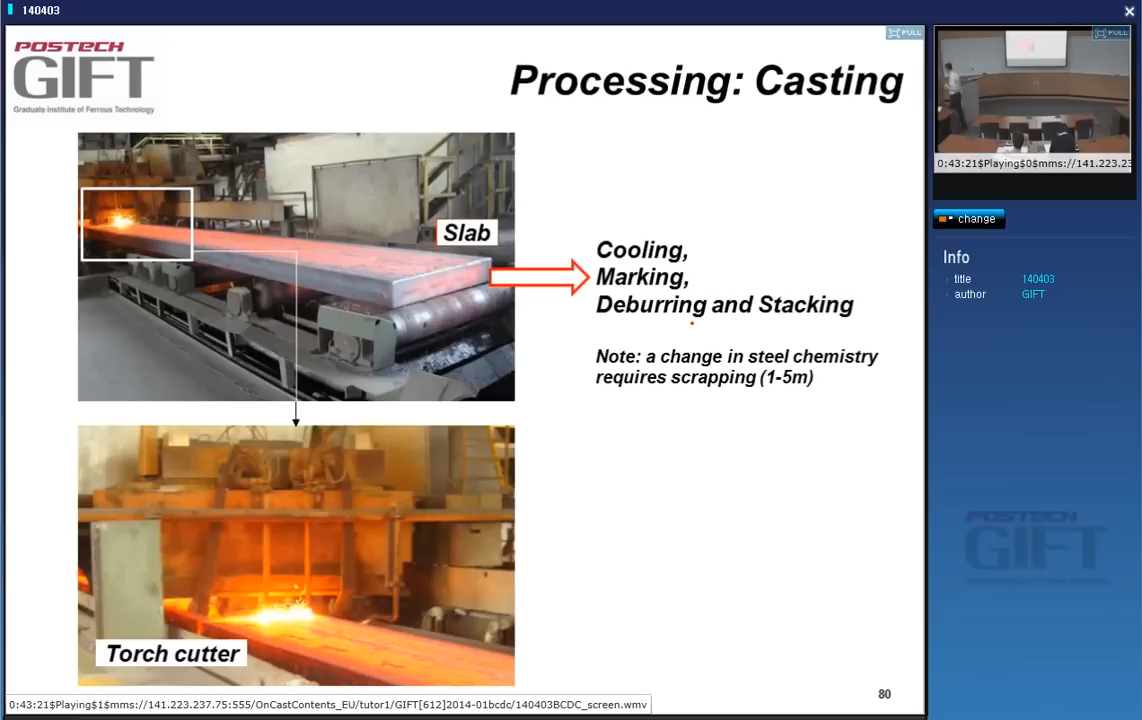 140403
POSTECH
GIFT
Graduate Institute of Ferrous Technology
FULL
Processing: Casting
Slab
Cooling,
Marking,
Deburring and Stacking
Note: a change in steel chemistry
requires scrapping (1-5m)
Torch cutter
80
0:43:21$Playing$1$mms://141.223.237.75:555/OnCastContents_EU/tutor1/GIFT[612]2014-01bcdc/140403BCDC_screen.wmv
FULL
0:43:21$Playing$0$mms://141.223.23
change
Info
title 140403
author GIFT
POSTECH
GIFT